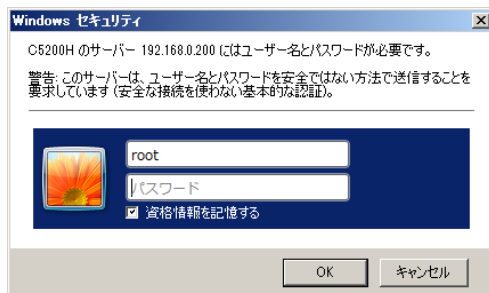 Windows セキュリティ
C5200H のサーバー 192.168.0.200 にはユーザー名とパスワードが必要です。
警告: このサーバーは、ユーザー名とパスワードを安全ではない方法で送信することを
要求しています (安全な接続を使わない基本的な認証)。
root
パスワード
資格情報を記憶する
OK
キャンセル